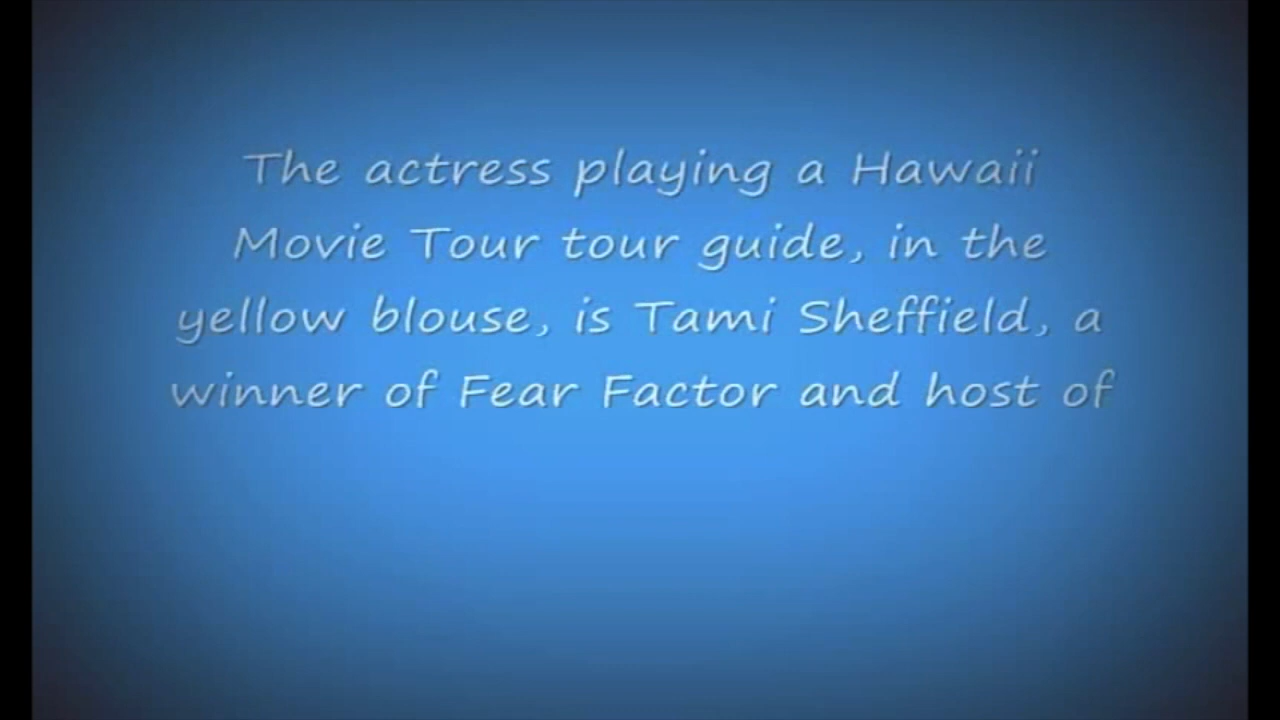 The actress playing a Hawaii
Movie Tour tour guide, in the
yellow blouse, is Tami Sheffield, a
winner of Fear Factor and host of